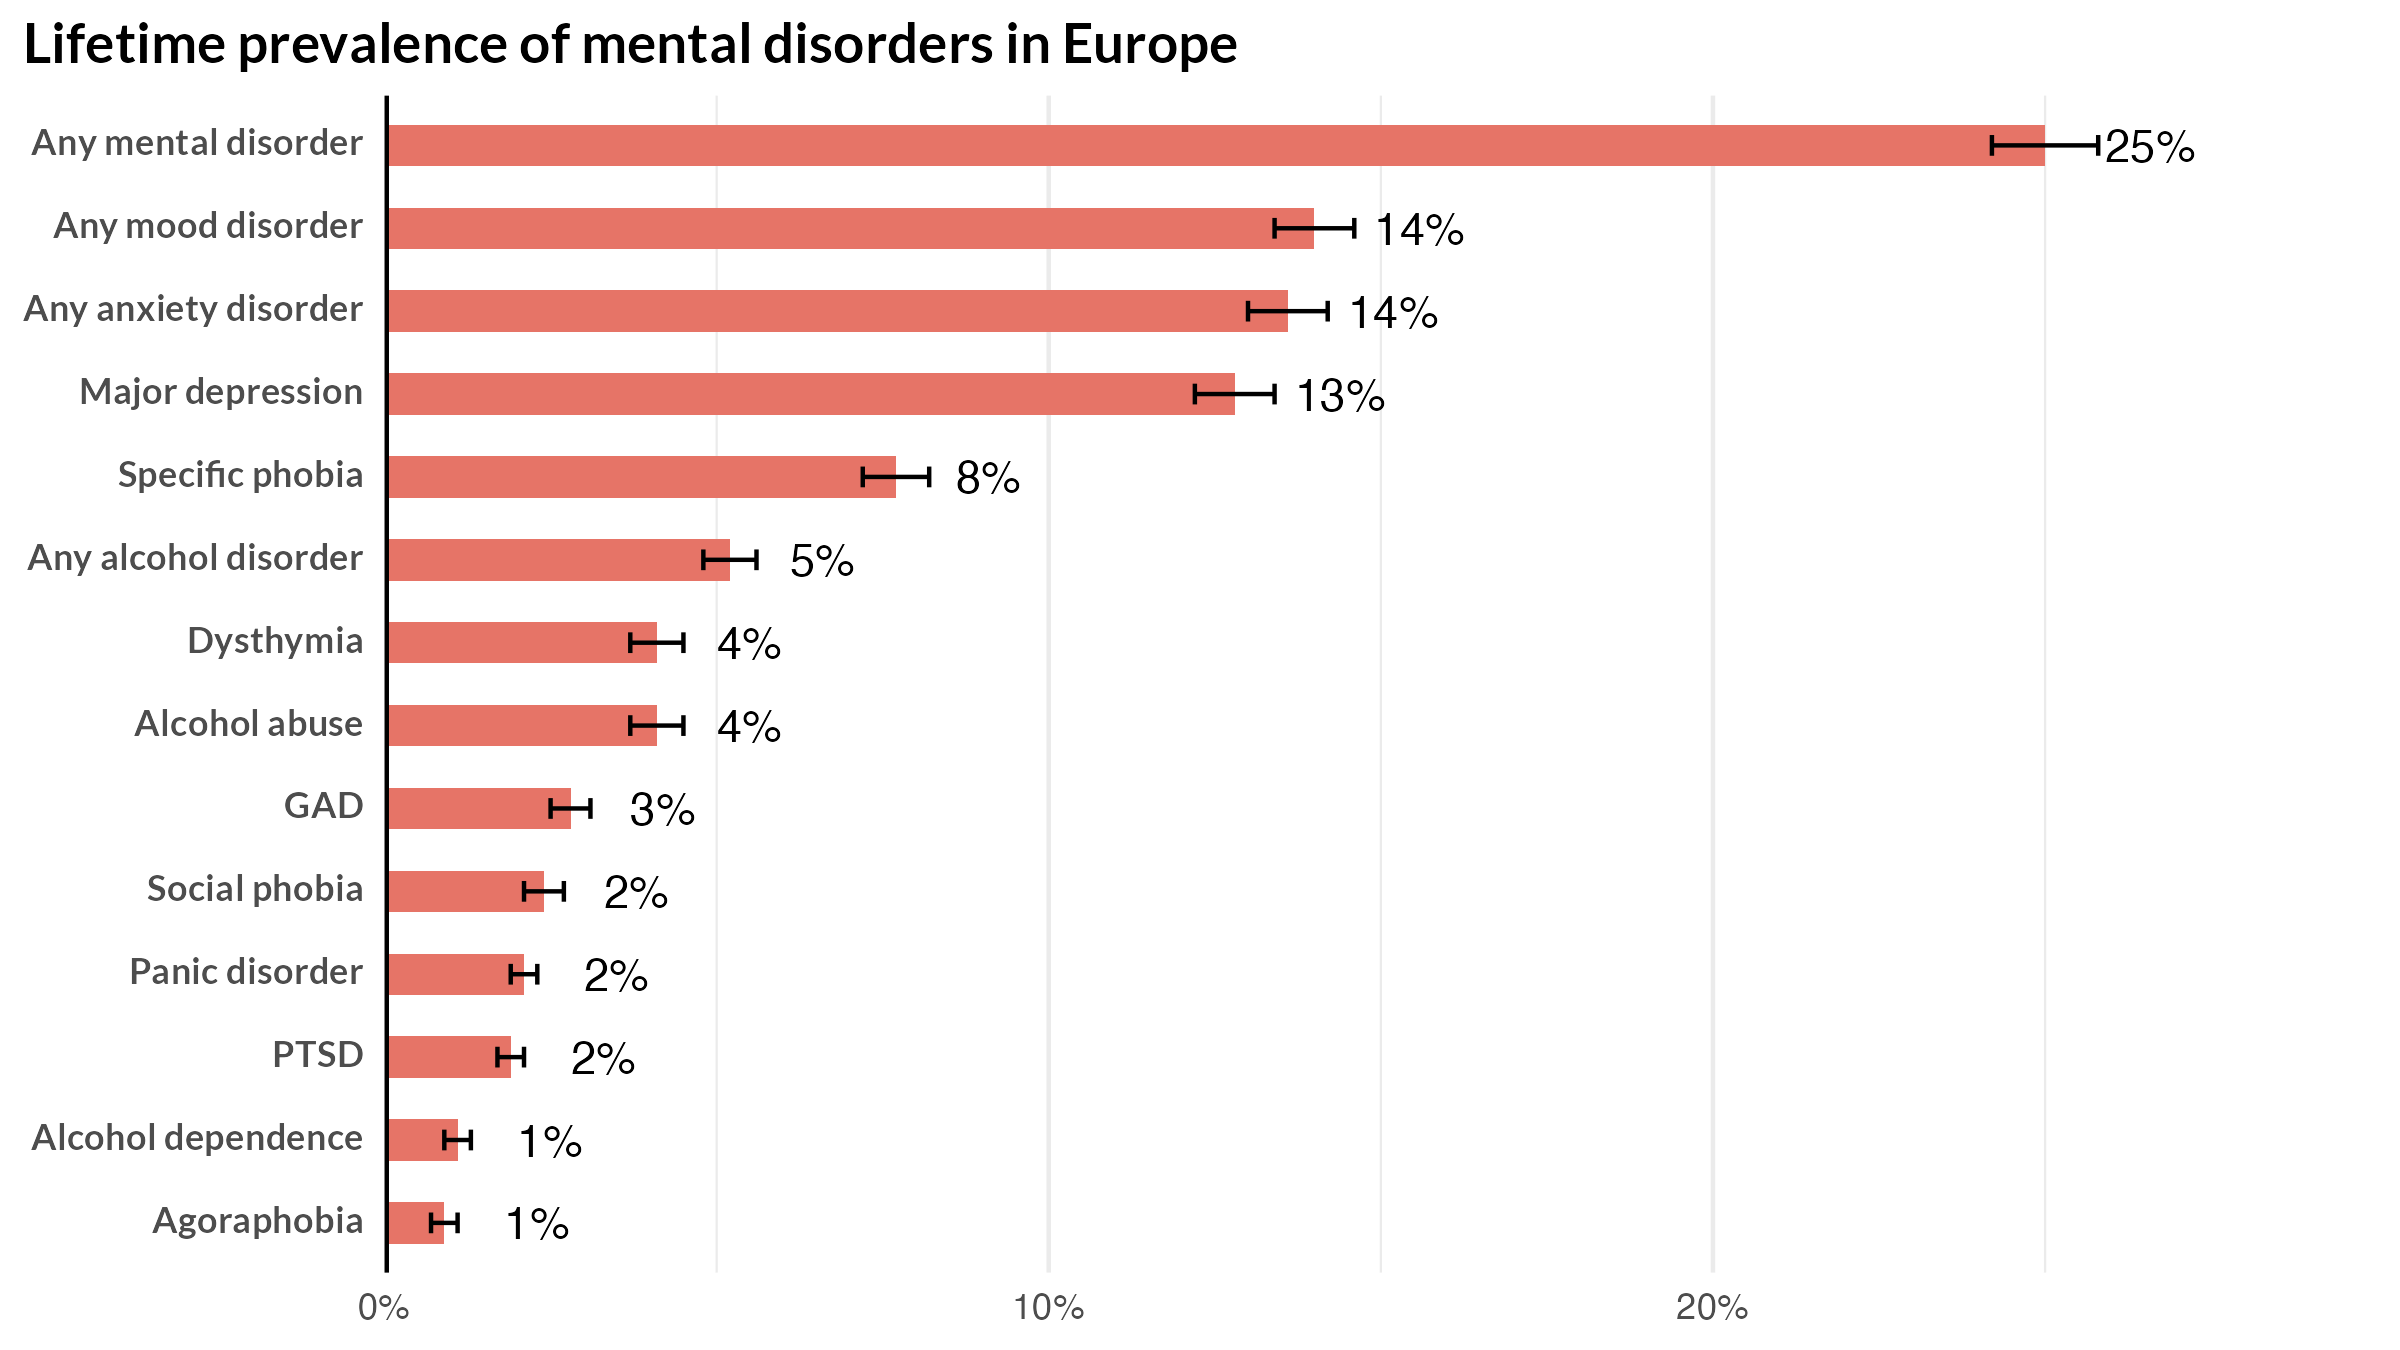 Lifetime prevalence of mental disorders in Europe
Any mental disorder 25%
Any mood disorder 14%
Any anxiety disorder 14%
Major depression 13%
Specific phobia 8%
Any alcohol disorder 5%
Dysthymia 4%
Alcohol abuse 4%
GAD 3%
Social phobia 2%
Panic disorder 2%
PTSD 2%
Alcohol dependence 1%
Agoraphobia 1%
0% 10% 20%